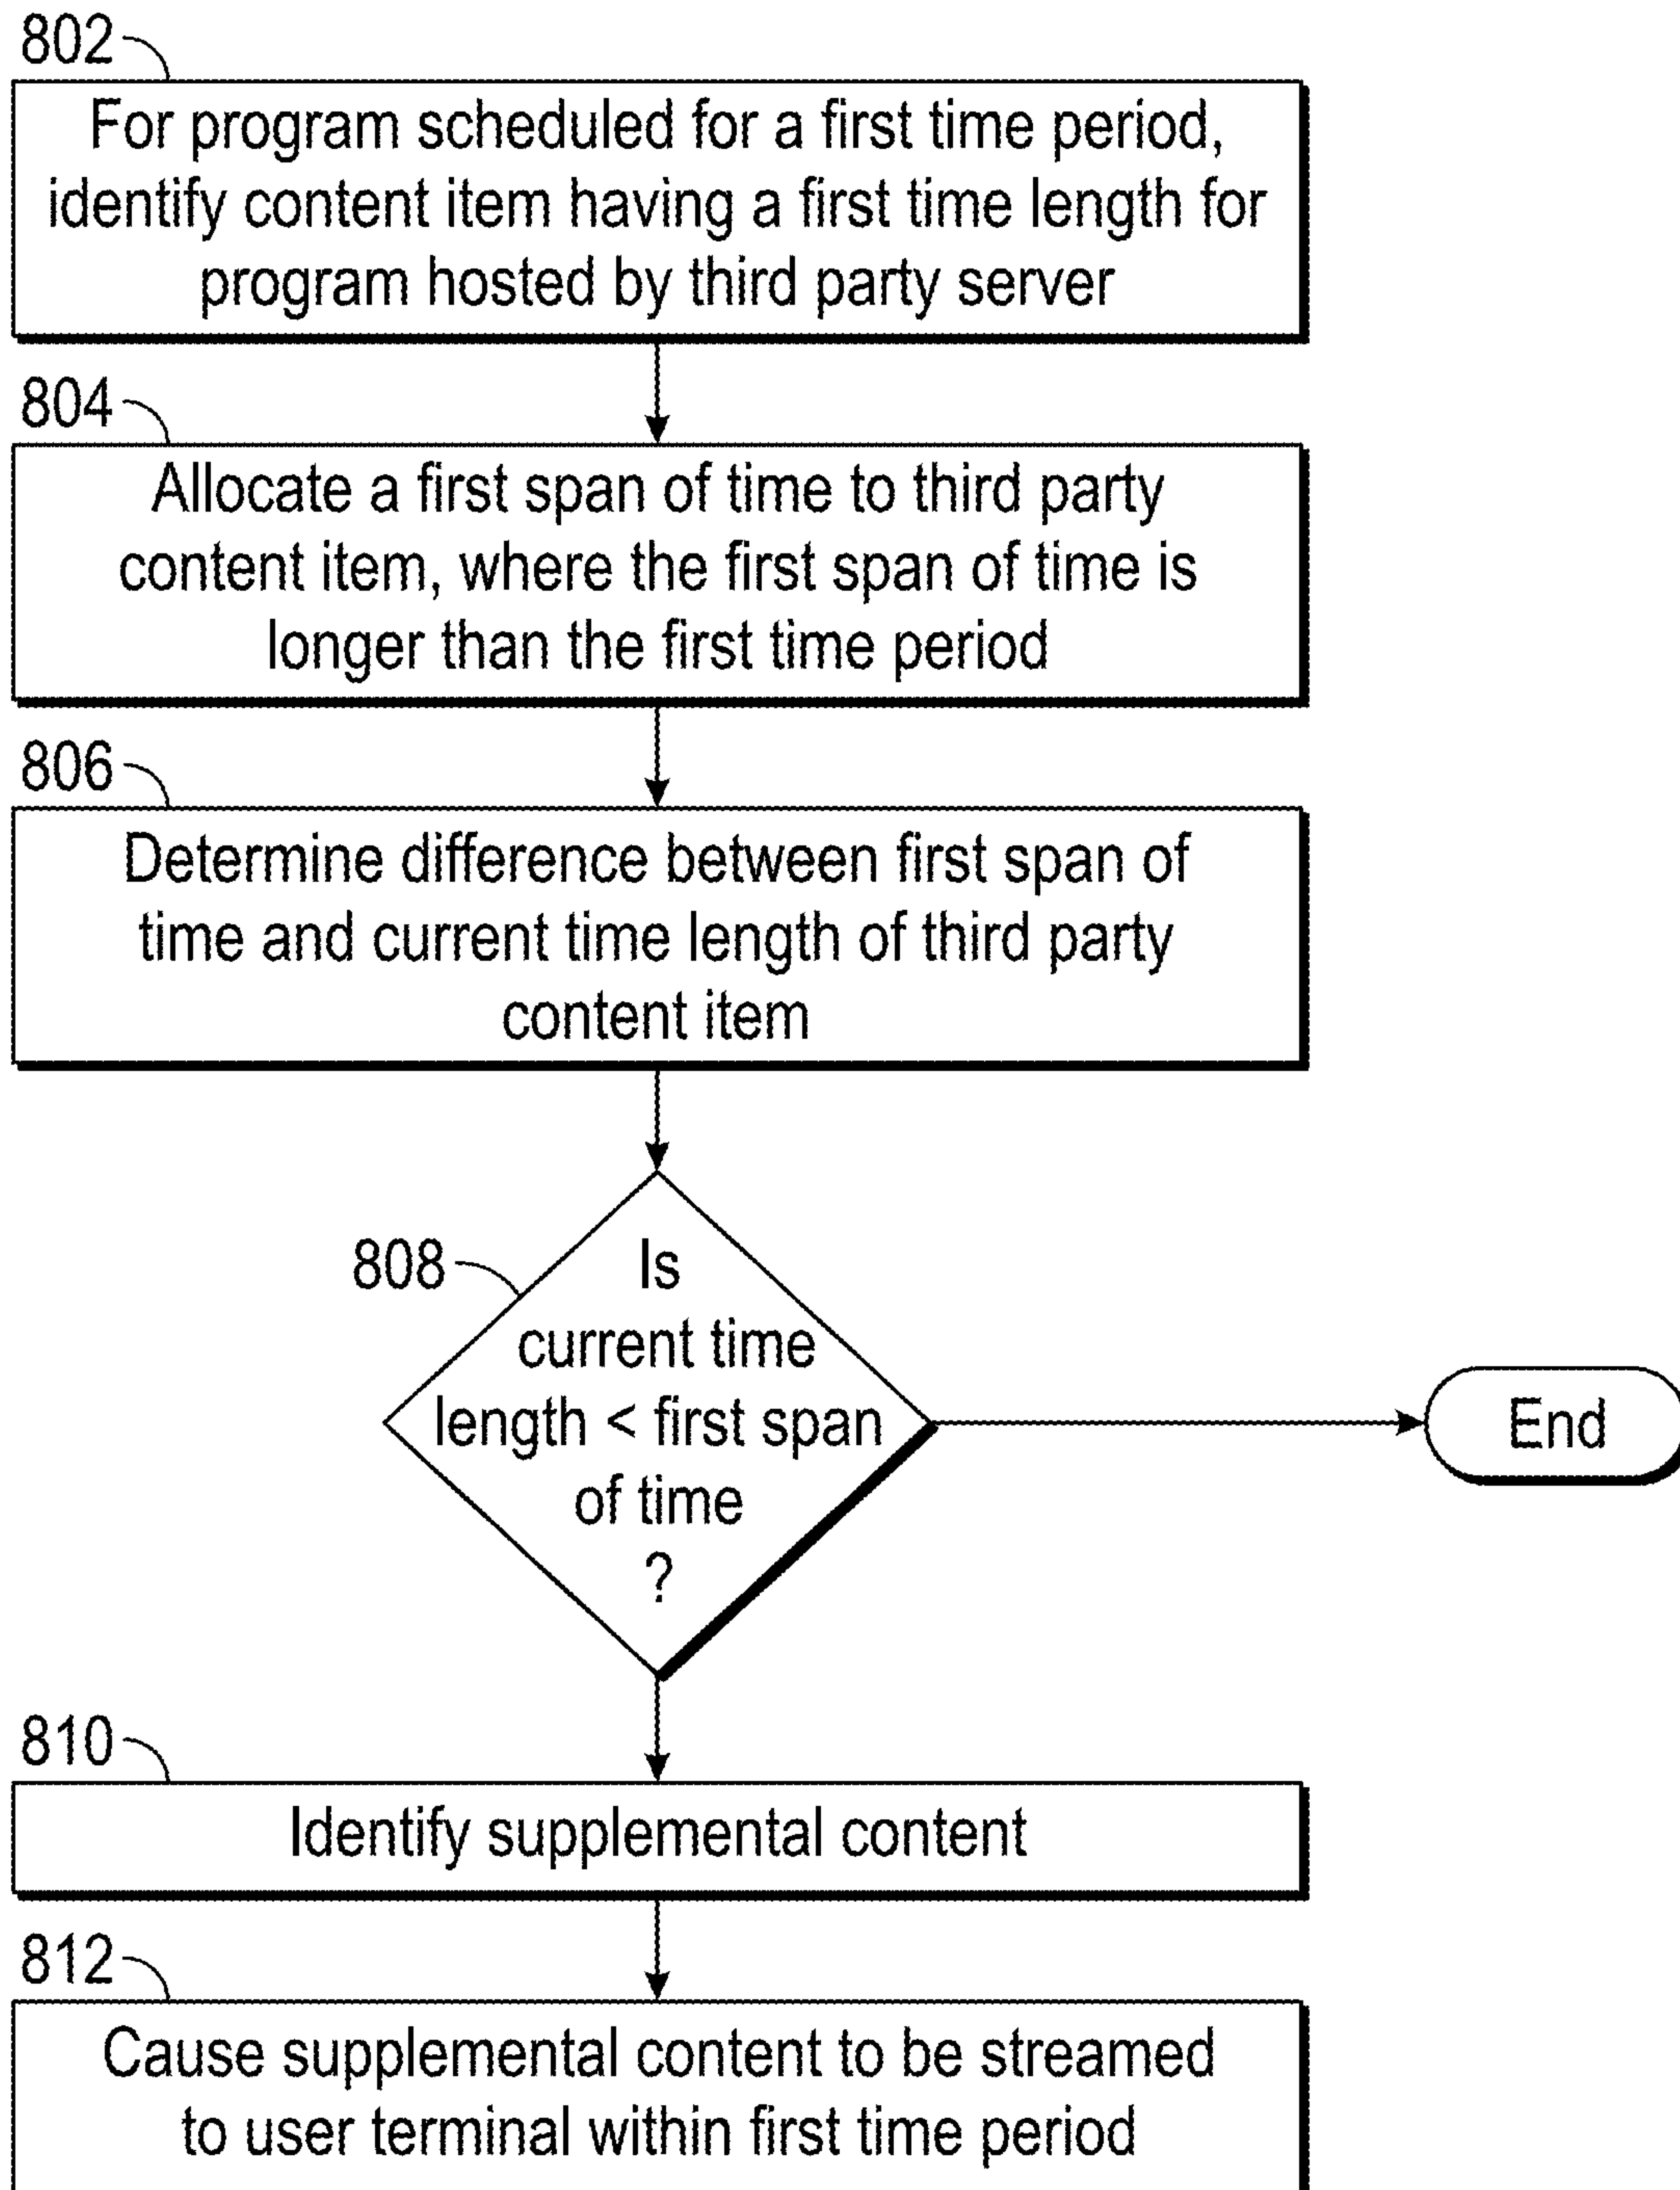 802
For program scheduled for a first time period,
identify content item having a first time length for
program hosted by third party server
804
Allocate a first span of time to third party
content item, where the first span of time is
longer than the first time period
806
Determine difference between first span of
time and current time length of third party
content item
808
Is
current time
length < first span
of time
?
End
810
Identify supplemental content
812
Cause supplemental content to be streamed
to user terminal within first time period